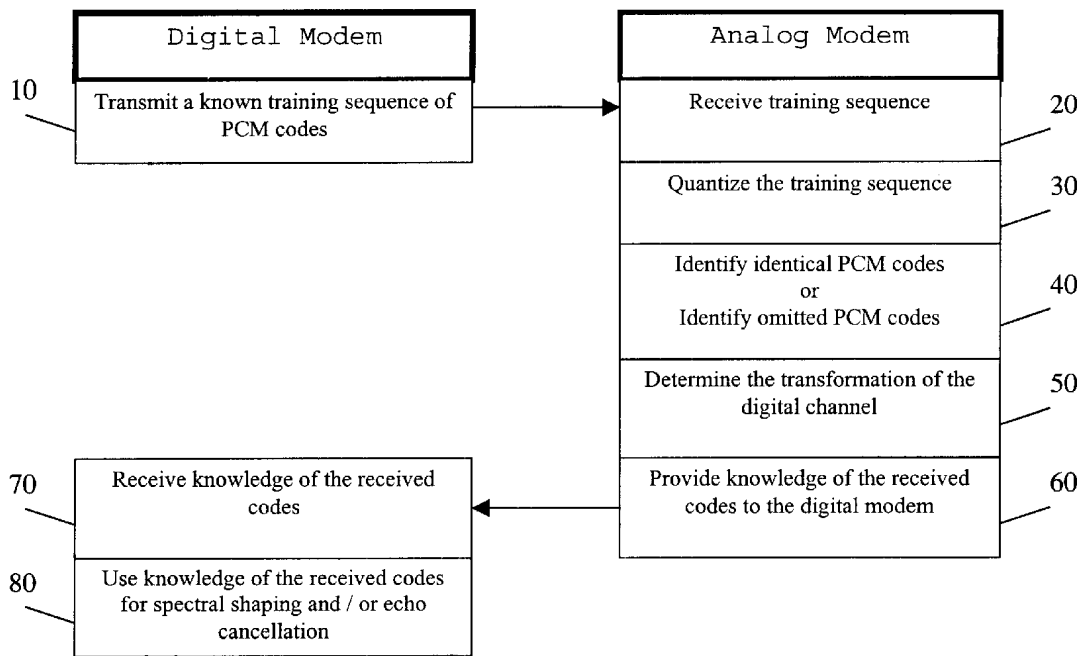 Digital Modem
Analog Modem
10
Transmit a known training sequence of
PCM codes
Receive training sequence
20
Quantize the training sequence
30
Identify identical PCM codes
or
Identify omitted PCM codes
40
Determine the transformation of the
digital channel
50
70
Receive knowledge of the received
codes
Provide knowledge of the received
codes to the digital modem
60
80
Use knowledge of the received codes
for spectral shaping and / or echo
cancellation